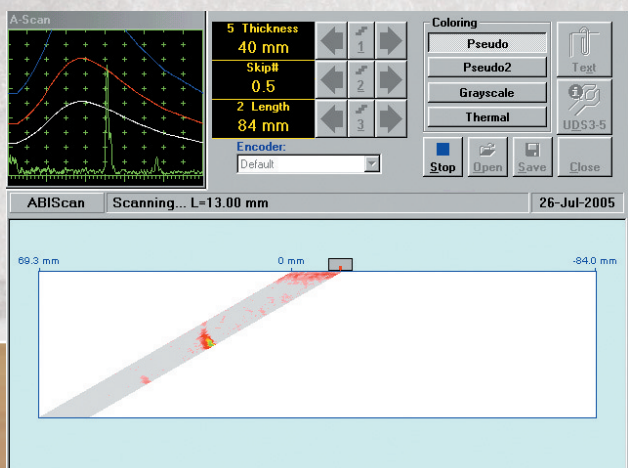 A-Scan
5 Thickness
40 mm
1
Skip#
0.5
2
2 Length
84 mm
3
Encoder:
Default
Coloring
Pseudo
Pseudo2
Grayscale
Thermal
Text
UDS3-5
Stop
Open
Save
Close
ABIScan
Scanning... L=13.00 mm
26-Jul-2005
69.3 mm
0 mm
-84.0 mm